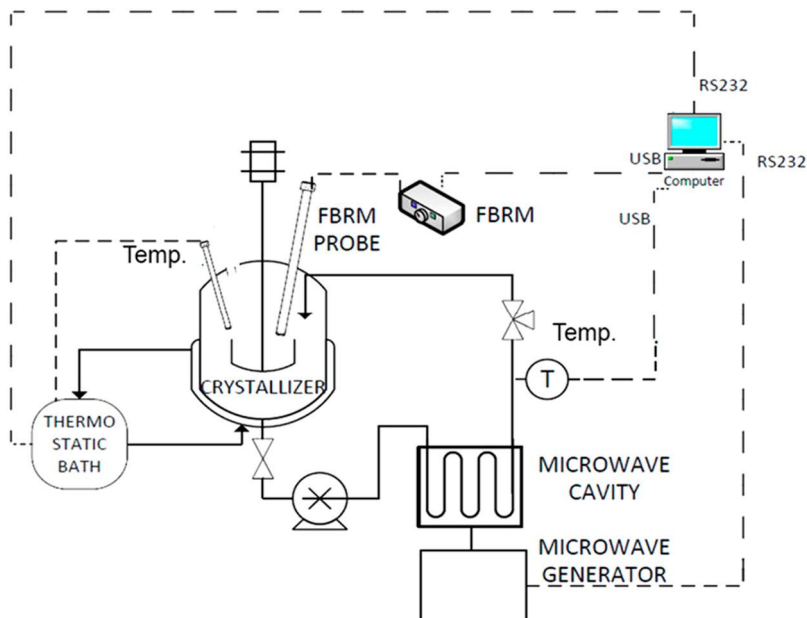 RS232
USB
RS232
Computer
FBRM
PROBE
FBRM
USB
Temp.
Temp.
T
CRYSTALLIZER
THERMO
STATIC
BATH
MICROWAVE
CAVITY
MICROWAVE
GENERATOR